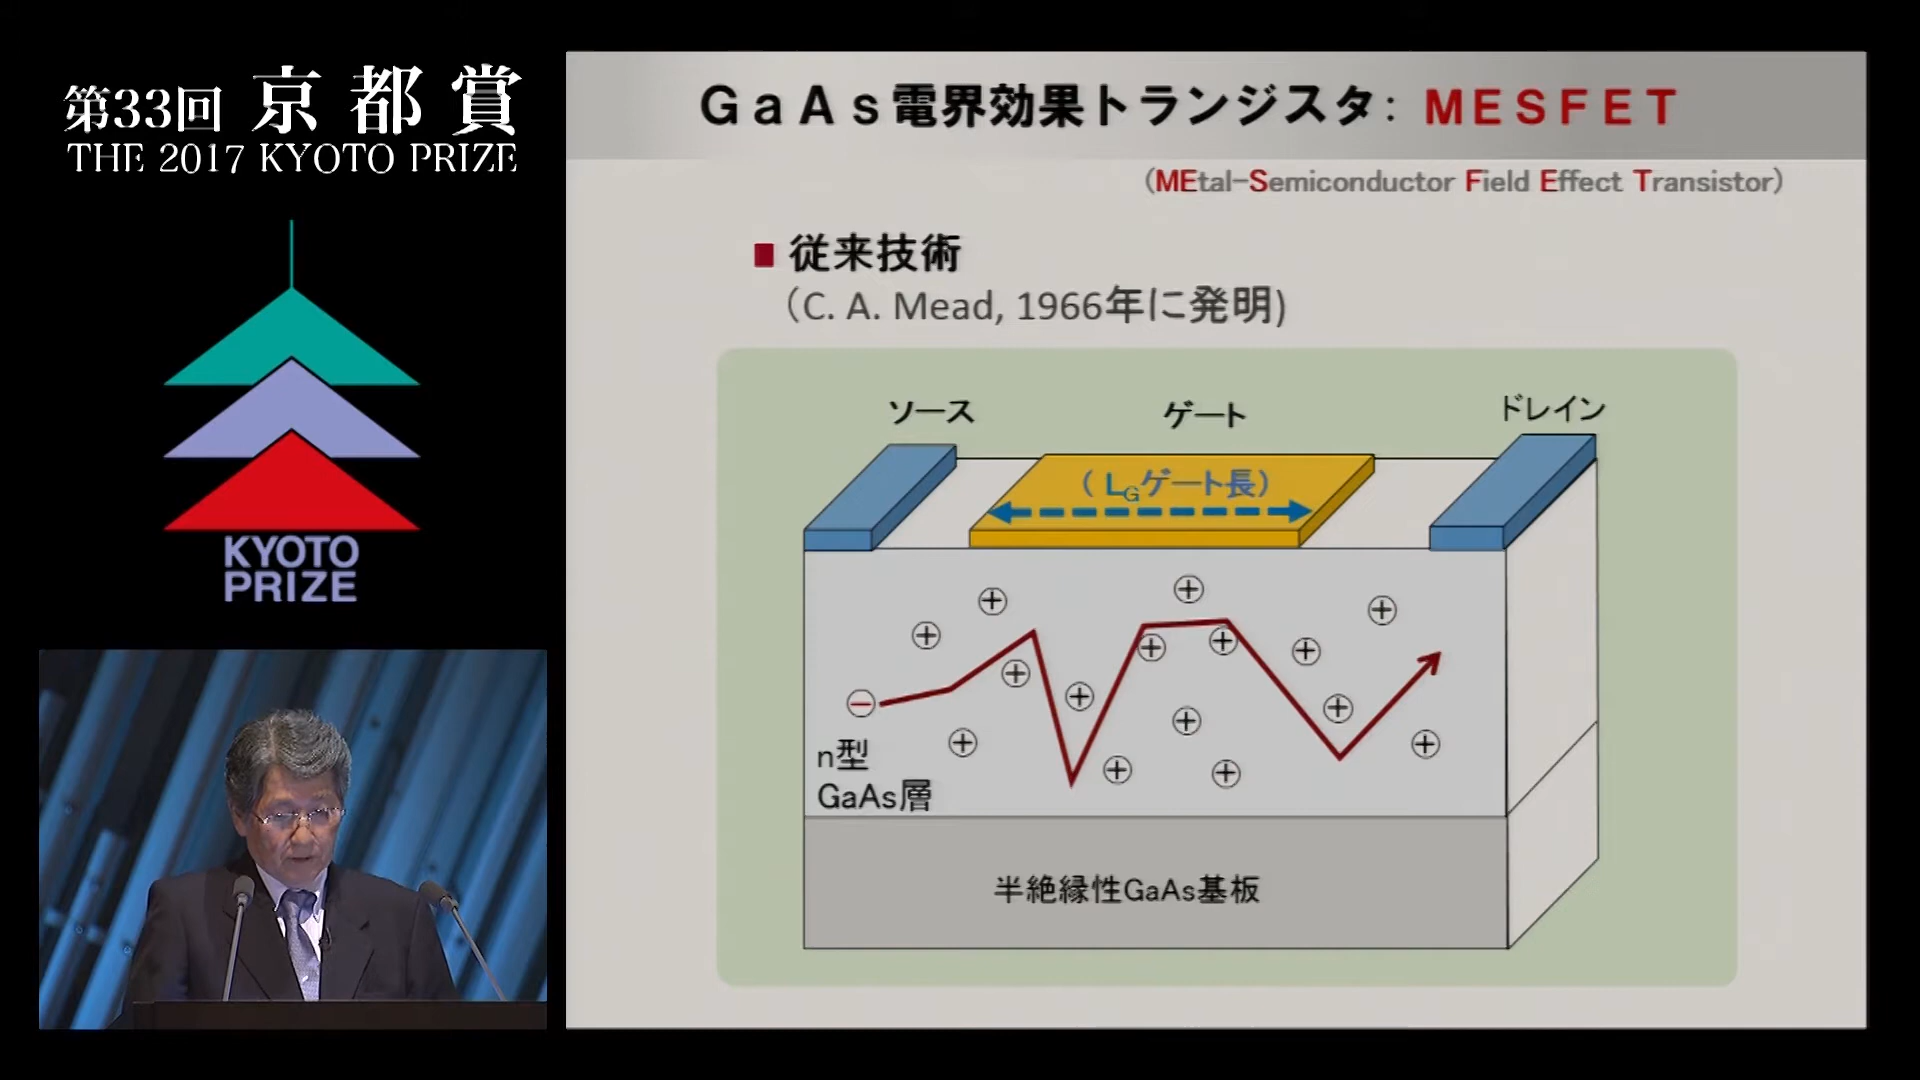 第33回 京都賞
THE 2017 KYOTO PRIZE
KYOTO
PRIZE
GaAs電界効果トランジスタ: MESFET
(MEtal-Semiconductor Field Effect Transistor)
■ 従来技術
(C. A. Mead, 1966年に発明)
ソース
ゲート
ドレイン
( LGゲート長)
n型
GaAs層
半絶縁性GaAs基板